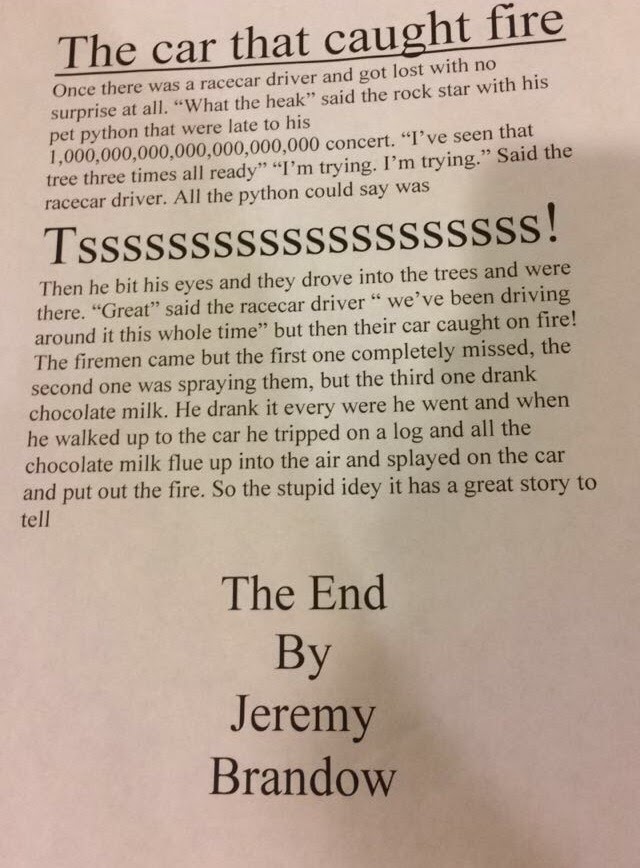 The car that caught fire
Once there was a racecar driver and got lost with no
surprise at all. “What the heak” said the rock star with his
pet python that were late to his
1,000,000,000,000,000,000,000 concert. “I’ve seen that
tree three times all ready” “I’m trying. I’m trying.” Said the
racecar driver. All the python could say was
Tssssssssssssssssssss!
Then he bit his eyes and they drove into the trees and were
there. “Great” said the racecar driver “ we’ve been driving
around it this whole time” but then their car caught on fire!
The firemen came but the first one completely missed, the
second one was spraying them, but the third one drank
chocolate milk. He drank it every were he went and when
he walked up to the car he tripped on a log and all the
chocolate milk flue up into the air and splayed on the car
and put out the fire. So the stupid idey it has a great story to
tell
The End
By
Jeremy
Brandow